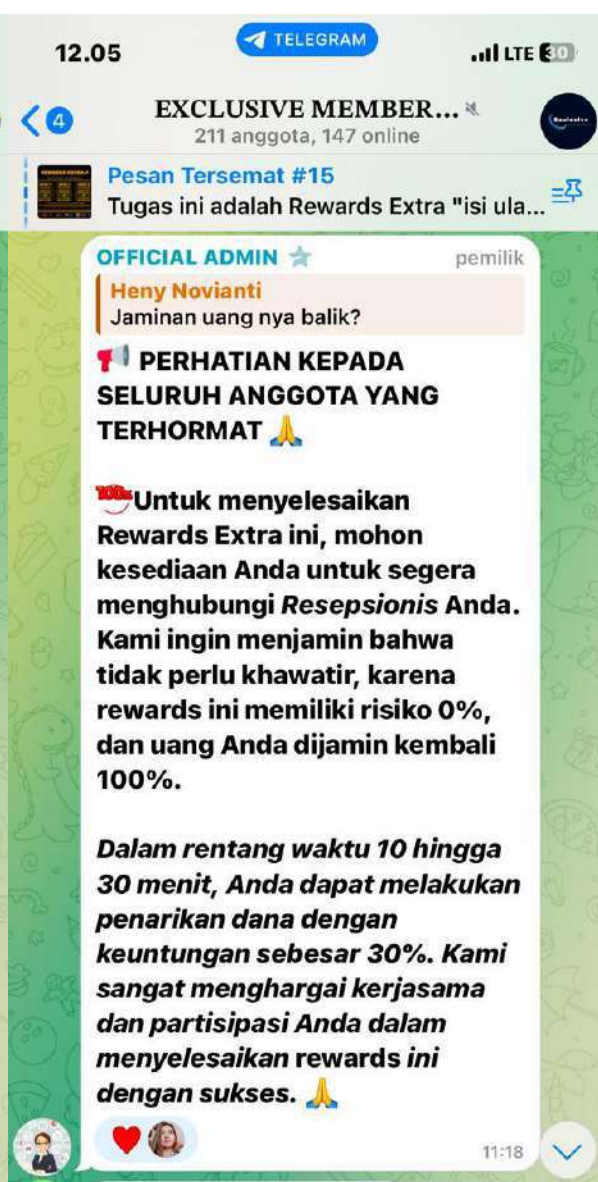 12.05
TELEGRAM
LTE 30
4
EXCLUSIVE MEMBER...
211 anggota, 147 online
Pesan Tersemat #15
Tugas ini adalah Rewards Extra "isi ula...
OFFICIAL ADMIN
pemilik
Heny Novianti
Jaminan uang nya balik?
📢 PERHATIAN KEPADA
SELURUH ANGGOTA YANG
TERHORMAT 🙏
💯Untuk menyelesaikan
Rewards Extra ini, mohon
kesediaan Anda untuk segera
menghubungi Resepsionis Anda.
Kami ingin menjamin bahwa
tidak perlu khawatir, karena
rewards ini memiliki risiko 0%,
dan uang Anda dijamin kembali
100%.
Dalam rentang waktu 10 hingga
30 menit, Anda dapat melakukan
penarikan dana dengan
keuntungan sebesar 30%. Kami
sangat menghargai kerjasama
dan partisipasi Anda dalam
menyelesaikan rewards ini
dengan sukses. 🙏
11:18